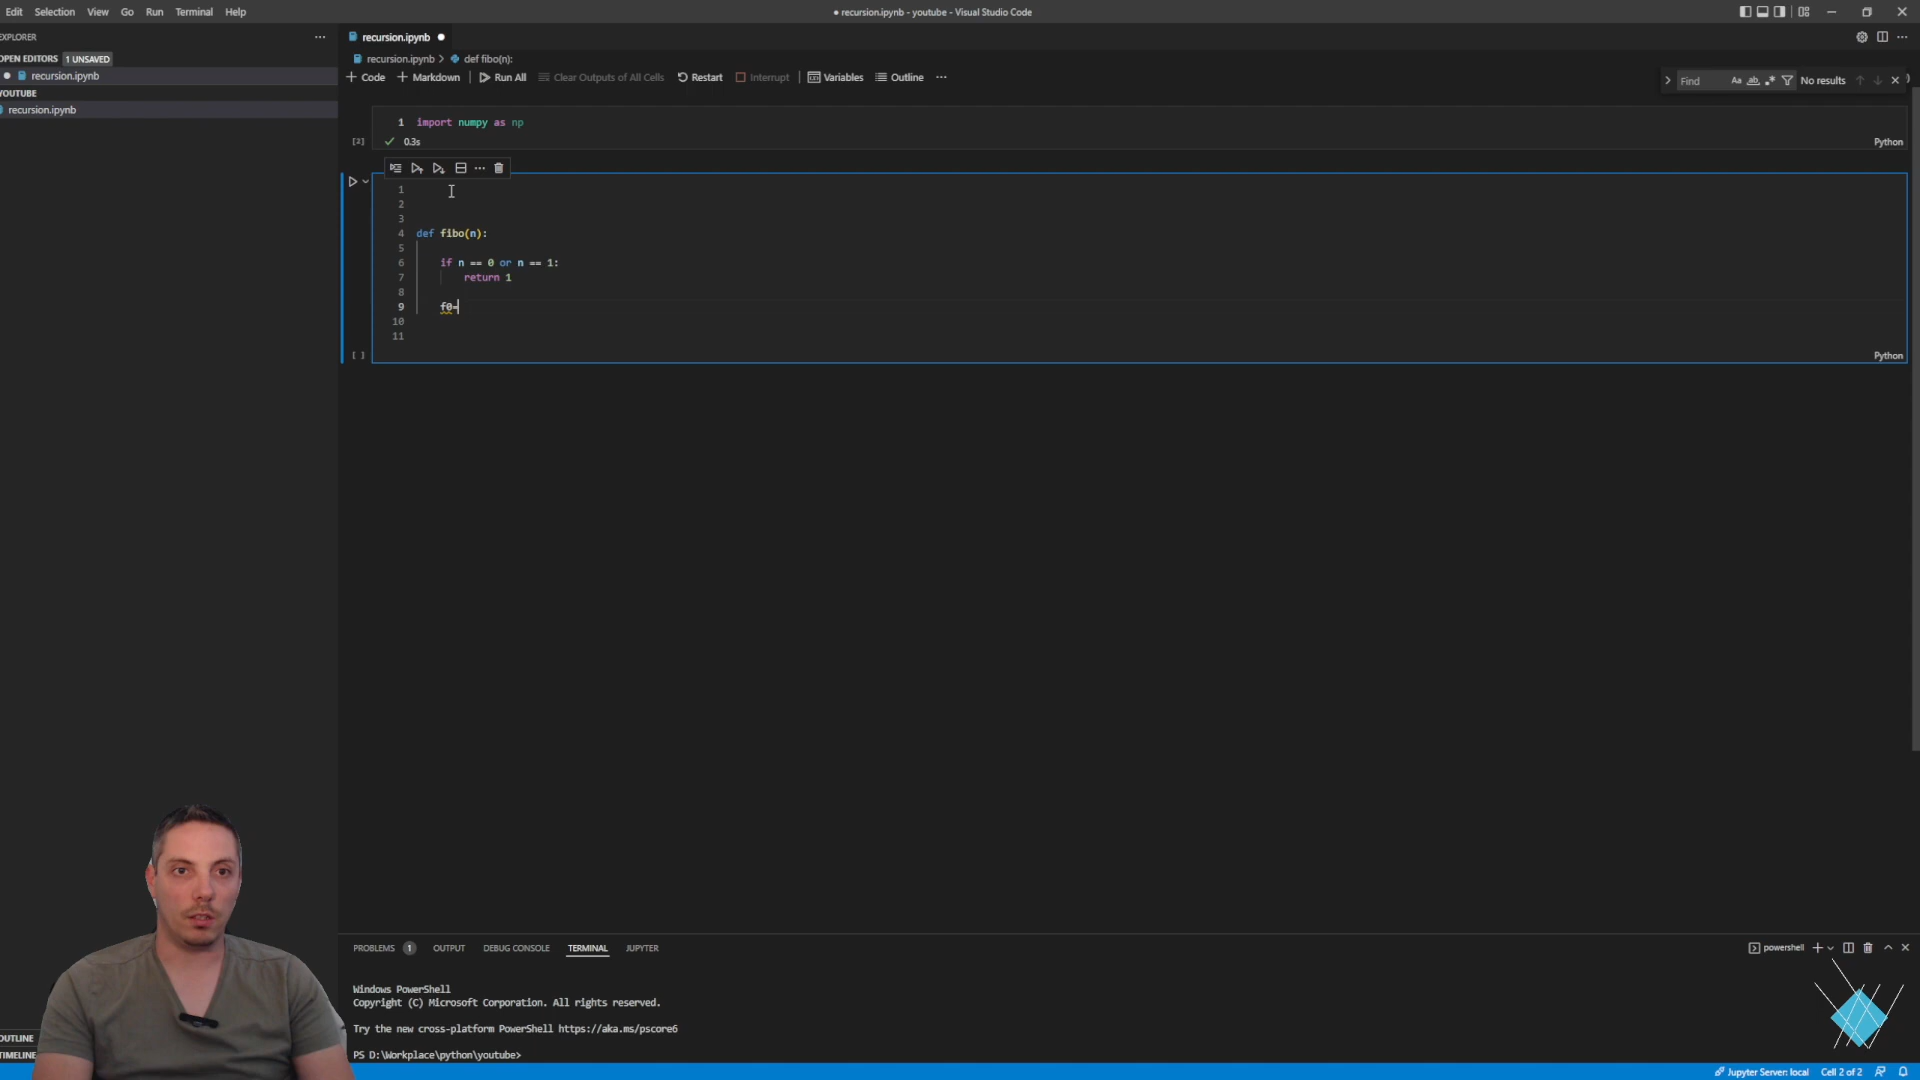 Edit Selection View Go Run Terminal Help
● recursion.ipynb - youtube - Visual Studio Code
EXPLORER
recursion.ipynb
OPEN EDITORS 1 UNSAVED
recursion.ipynb > def fibo(n):
recursion.ipynb
+ Code + Markdown Run All Clear Outputs of All Cells Restart Interrupt Variables Outline ...
Find Aa ab .* No results
YOUTUBE
recursion.ipynb
1 import numpy as np
[2] ✓ 0.3s Python
1
2
3
4 def fibo(n):
5
6 if n == 0 or n == 1:
7 return 1
8
9 f0=
10
11
[ ] Python
PROBLEMS 1 OUTPUT DEBUG CONSOLE TERMINAL JUPYTER
powershell
Windows PowerShell
Copyright (C) Microsoft Corporation. All rights reserved.
Try the new cross-platform PowerShell https://aka.ms/pscore6
PS D:\Workplace\python\youtube>
OUTLINE
TIMELINE
Jupyter Server: local Cell 2 of 2